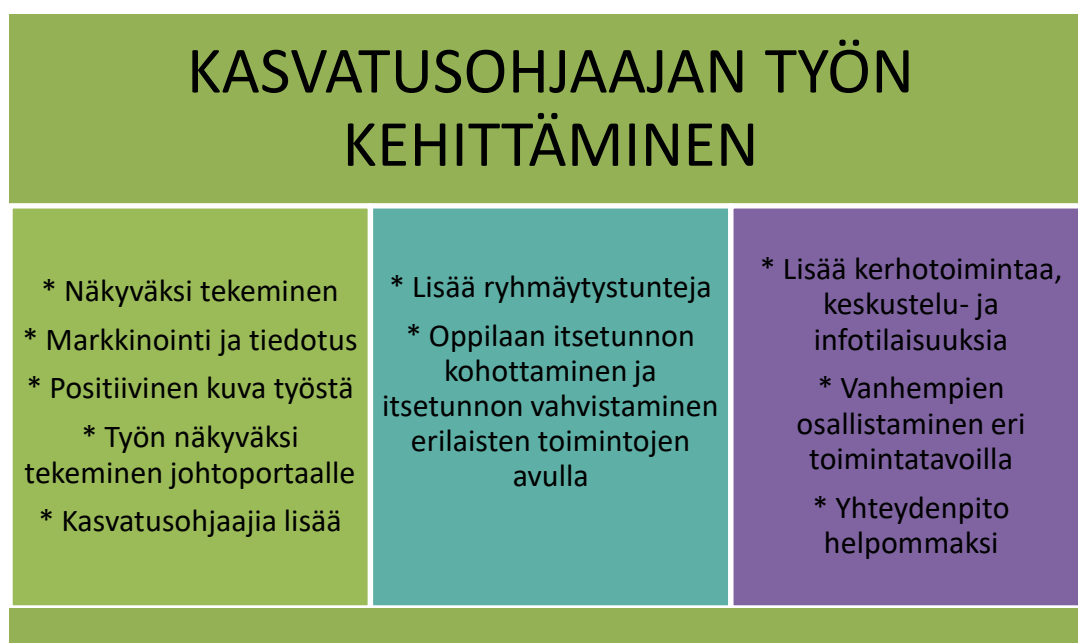 KASVATUSOHJAAJAN TYÖN
KEHITTÄMINEN
* Näkyväksi tekeminen
* Markkinointi ja tiedotus
* Positiivinen kuva työstä
* Työn näkyväksi
tekeminen johtoportaalle
* Kasvatusohjaajia lisää
* Lisää ryhmäytystunteja
* Oppilaan itsetunnon
kohottaminen ja
itsetunnon vahvistaminen
erilaisten toimintojen
avulla
* Lisää kerhotoimintaa,
keskustelu- ja
infotilaisuuksia
* Vanhempien
osallistaminen eri
toimintatavoilla
* Yhteydenpito
helpommaksi